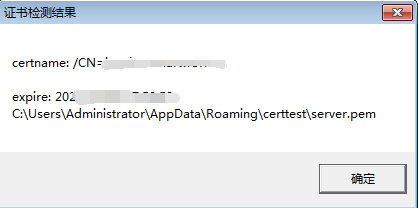 证书检测结果
certname: /CN=
expire: 202
C:\Users\Administrator\AppData\Roaming\certtest\server.pem
确定